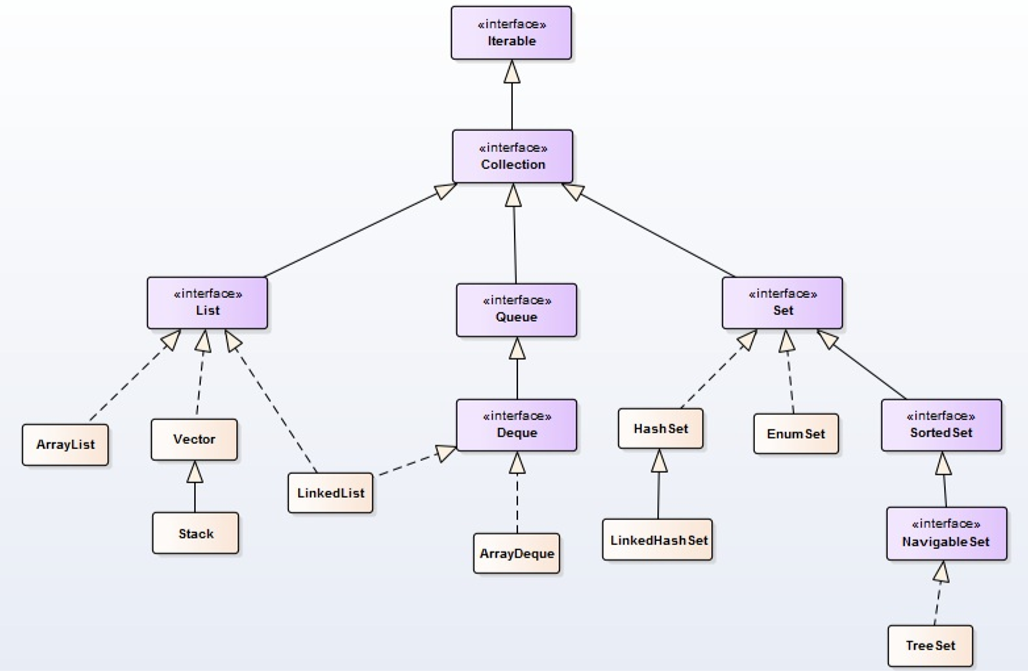 «interface»
Iterable
«interface»
Collection
«interface»
List
«interface»
Queue
«interface»
Set
ArrayList
Vector
LinkedList
Stack
«interface»
Deque
ArrayDeque
HashSet
EnumSet
«interface»
SortedSet
LinkedHashSet
«interface»
NavigableSet
TreeSet